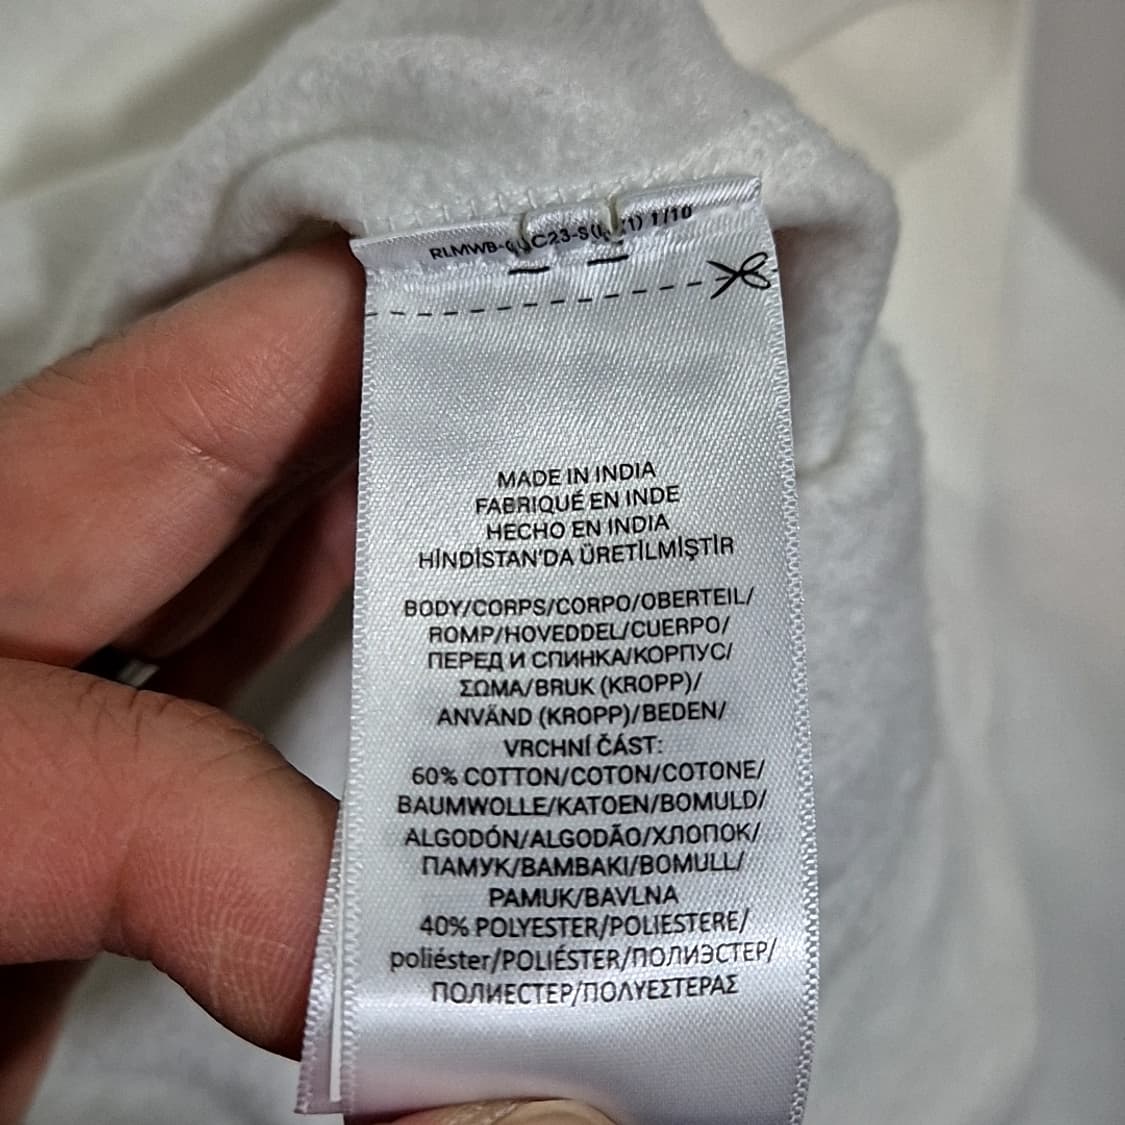 1/10
MADE IN INDIA
FABRIQUÉ EN INDE
HECHO EN INDIA
HİNDİSTAN'DA ÜRETİLMİŞTİR
BODY/CORPS/CORPO/OBERTEIL/
ROMP/HOVEDDEL/CUERPO/
ПЕРЕД И СПИНКА/КОРПУС/
ΣΩΜΑ/BRUK (KROPP)/
ANVÄND (KROPP)/BEDEN/
VRCHNÍ ČÁST:
60% COTTON/COTON/COTONE/
BAUMWOLLE/KATOEN/BOMULD/
ALGODÓN/ALGODÃO/ХЛОПОК/
ПАМУК/BAMBAKI/BOMULL/
PAMUK/BAVLNA
40% POLYESTER/POLIESTERE/
poliéster/POLIÉSTER/ПОЛИЭСТЕР/
ПОЛИЕСТЕР/ΠΟΛΥΕΣΤΕΡΑΣ